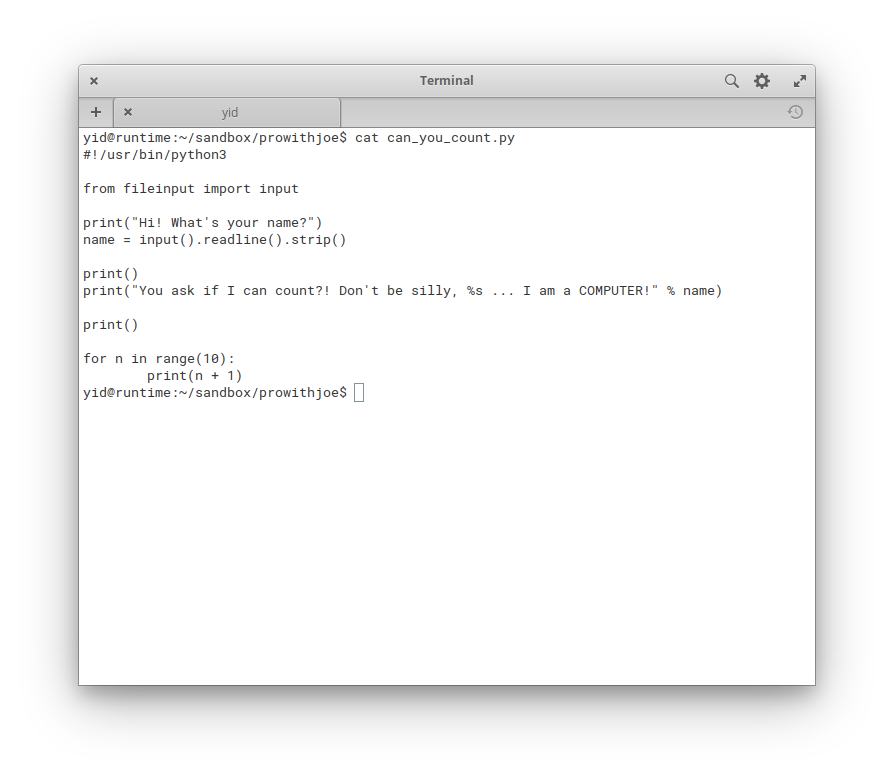 Terminal
yid
yid@runtime:~/sandbox/prowithjoe$ cat can_you_count.py
#!/usr/bin/python3
from fileinput import input
print("Hi! What's your name?")
name = input().readline().strip()
print()
print("You ask if I can count?! Don't be silly, %s ... I am a COMPUTER!" % name)
print()
for n in range(10):
        print(n + 1)
yid@runtime:~/sandbox/prowithjoe$